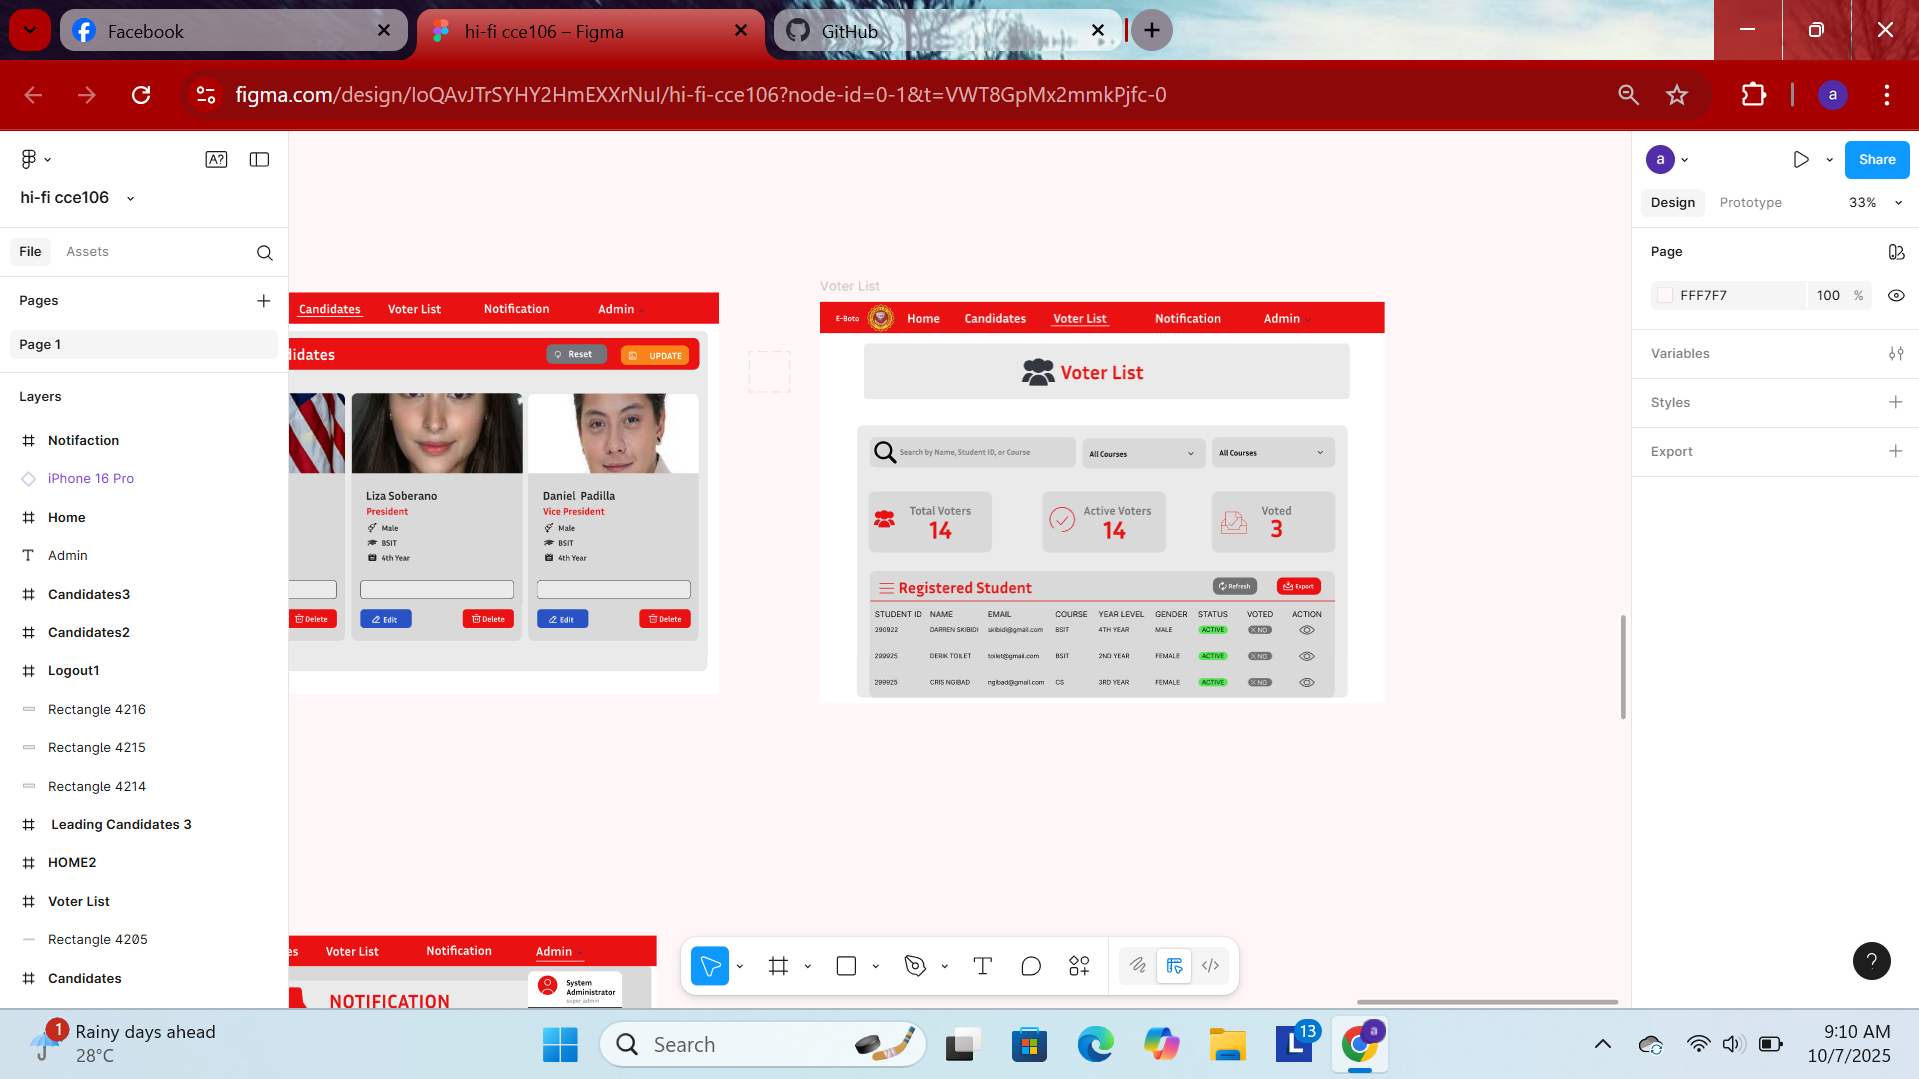 Facebook
hi-fi cce106 – Figma
GitHub
figma.com/design/IoQAvJTrSYHY2HmEXXrNuI/hi-fi-cce106?node-id=0-1&t=VWT8GpMx2mmkPjfc-0
a
A?
hi-fi cce106
File
Assets
Pages
Page 1
Layers
Notifaction
iPhone 16 Pro
Home
Admin
Candidates3
Candidates2
Logout1
Rectangle 4216
Rectangle 4215
Rectangle 4214
Leading Candidates 3
HOME2
Voter List
Rectangle 4205
Candidates
Candidates
Voter List
Notification
Admin
lidates
Reset
UPDATE
Liza Soberano
President
Male
BSIT
4th Year
Daniel Padilla
Vice President
Male
BSIT
4th Year
Delete
Edit
Delete
Edit
Delete
Voter List
E-Boto
Home
Candidates
Voter List
Notification
Admin
Voter List
Search by Name, Student ID, or Course
All Courses
All Courses
Total Voters
14
Active Voters
14
Voted
3
Registered Student
Refresh
Export
STUDENT ID NAME EMAIL COURSE YEAR LEVEL GENDER STATUS VOTED ACTION
290922 DARREN SKIBIDI skibidi@gmail.com BSIT 4TH YEAR MALE ACTIVE X NO
299925 DERIK TOILET toilet@gmail.com BSIT 2ND YEAR FEMALE ACTIVE X NO
299925 CRIS NGIBAD ngibad@gmail.com CS 3RD YEAR FEMALE ACTIVE X NO
es
Voter List
Notification
Admin
NOTIFICATION
System
Administrator
super_admin
a
Share
Design
Prototype
33%
Page
FFF7F7
100 %
Variables
Styles
Export
?
1
Rainy days ahead
28°C
Search
L
13
a
9:10 AM
10/7/2025